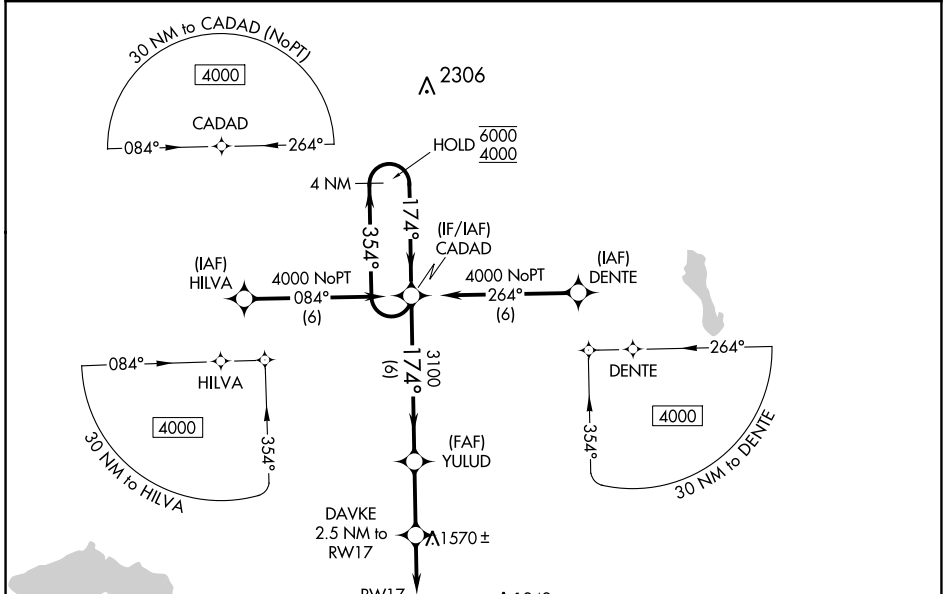 30 NM to CADAD (NoPT)
4000
CADAD
084°
264°
2306
HOLD 6000
4000
4 NM
174°
354°
(IF/IAF)
CADAD
(IAF)
HILVA
4000 NoPT
084°
(6)
4000 NoPT
264°
(6)
(IAF)
DENTE
3100
174°
(6)
084°
HILVA
4000
354°
30 NM to HILVA
264°
DENTE
4000
354°
30 NM to DENTE
(FAF)
YULUD
DAVKE
2.5 NM to
RW17
1570 ±
RW17